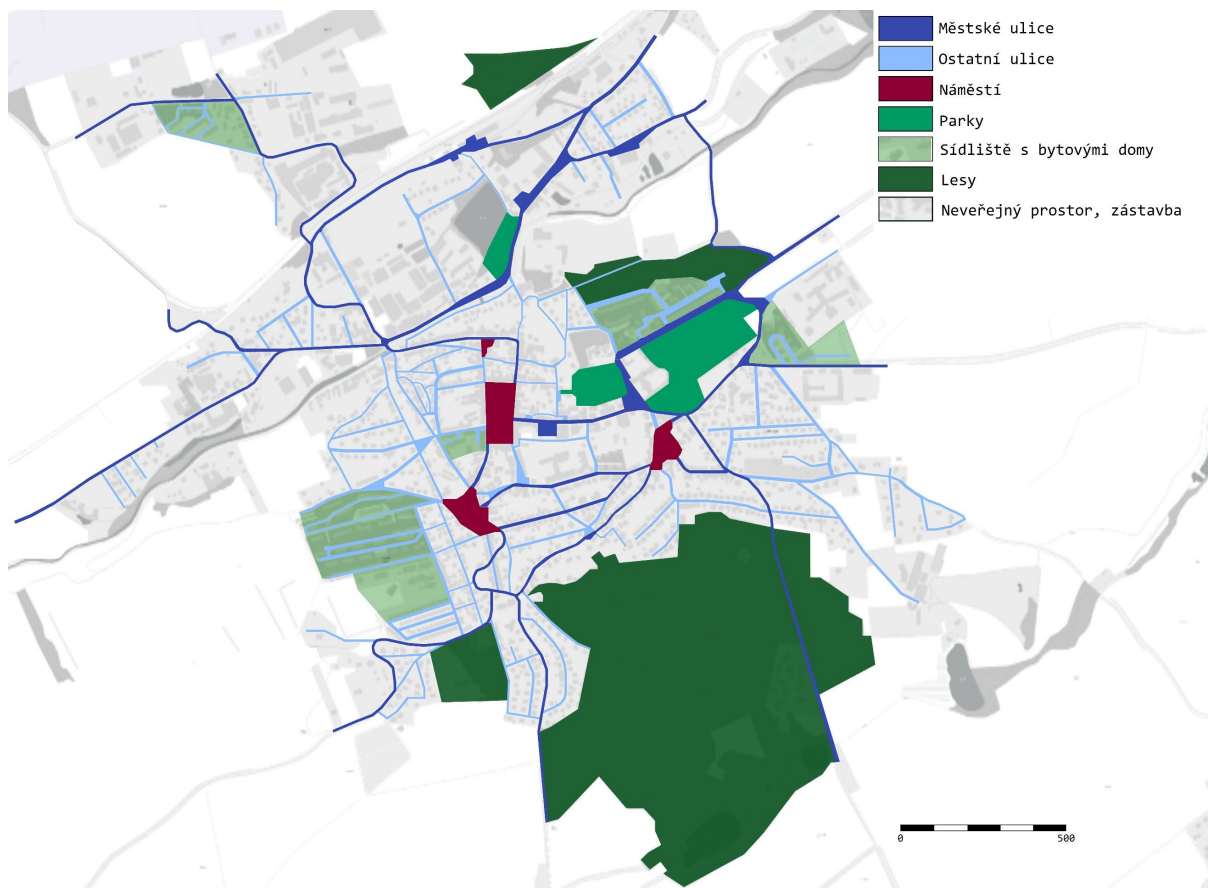 Městské ulice
Ostatní ulice
Náměstí
Parky
Sídliště s bytovými domy
Lesy
Neveřejný prostor, zástavba
0 500